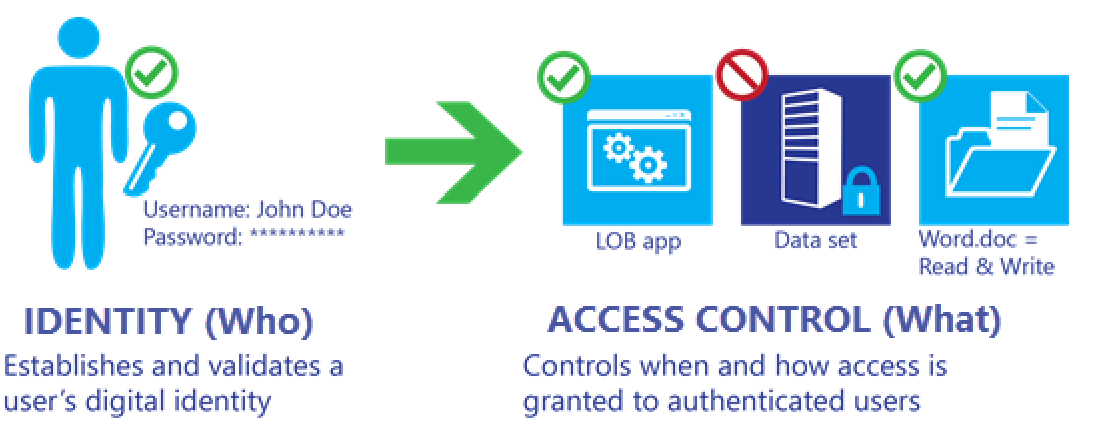 Username: John Doe
Password: **********
LOB app
Data set
Word.doc =
Read & Write
IDENTITY (Who)
Establishes and validates a
user's digital identity
ACCESS CONTROL (What)
Controls when and how access is
granted to authenticated users